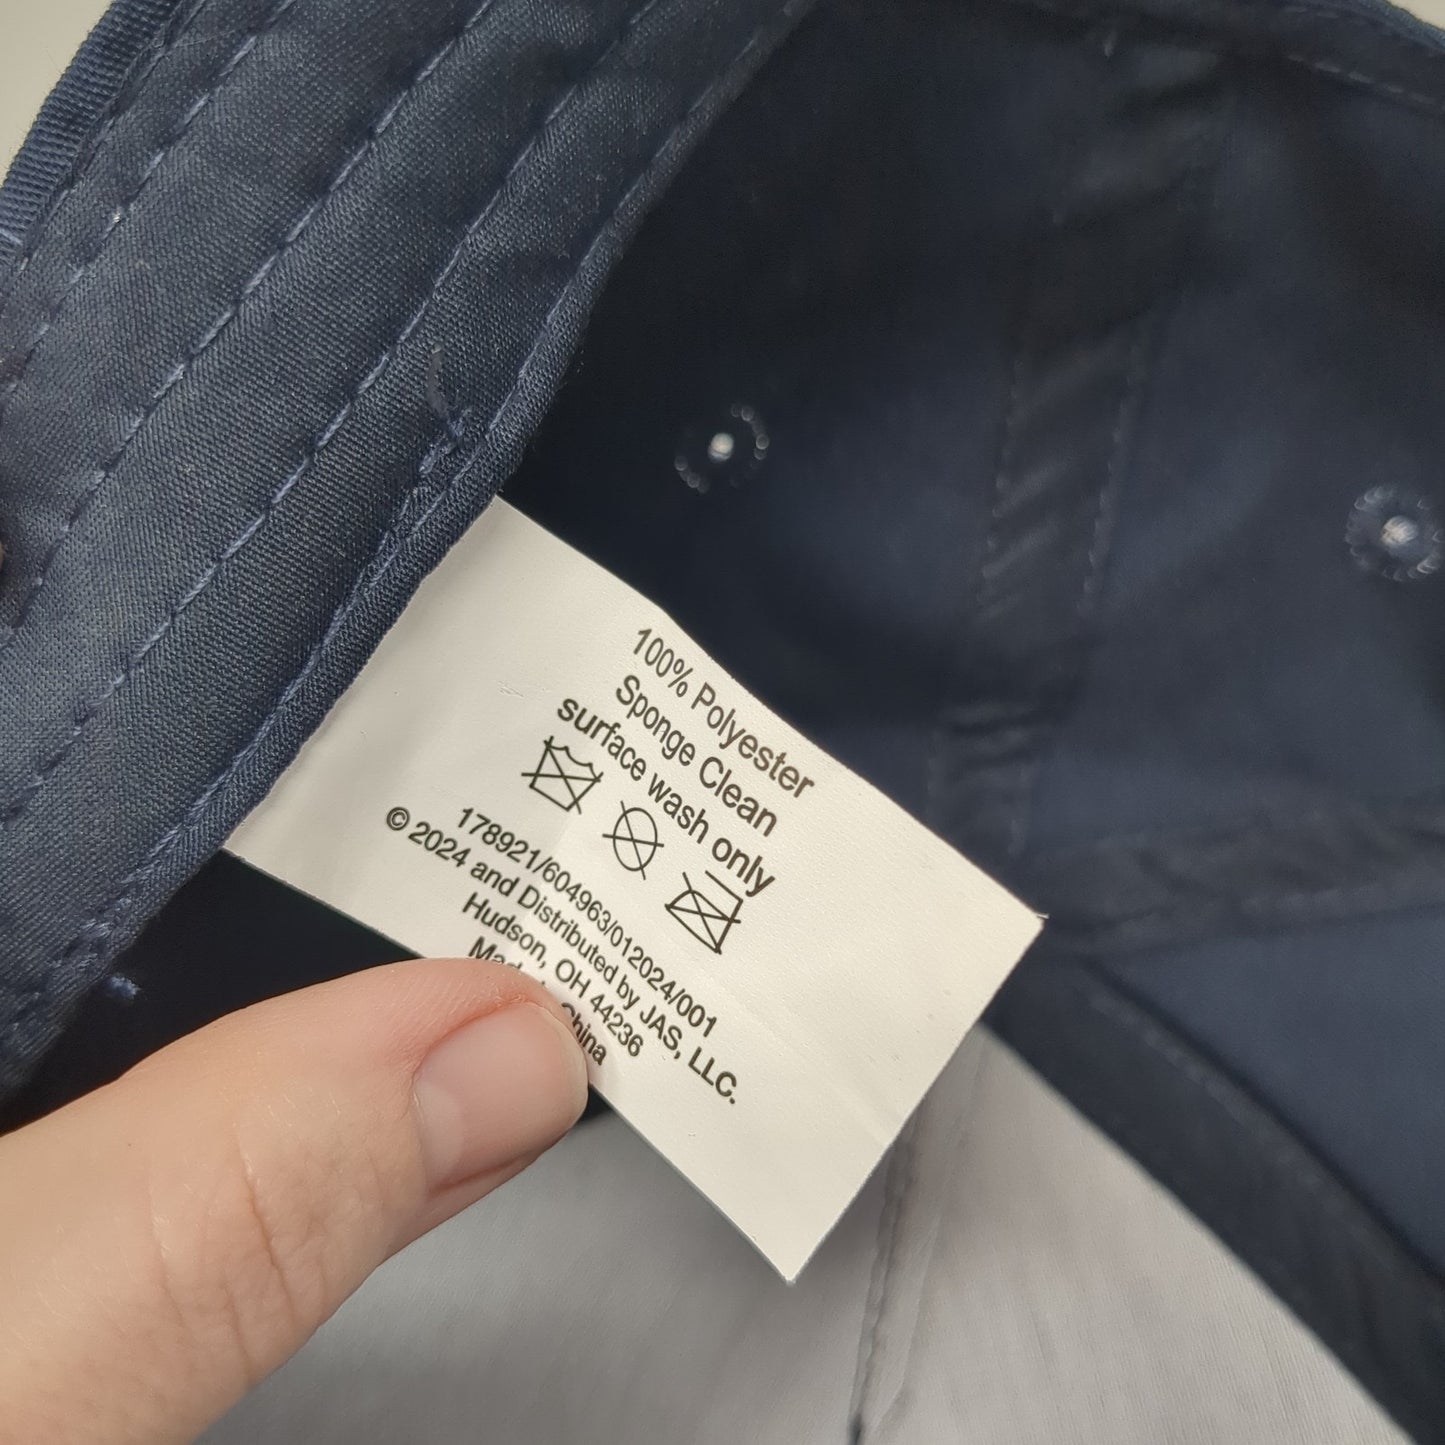 100% Polyester
Sponge Clean
surface wash only
178921/604963/012024/001
© 2024 and Distributed by JAS, LLC.
Hudson, OH 44236
China